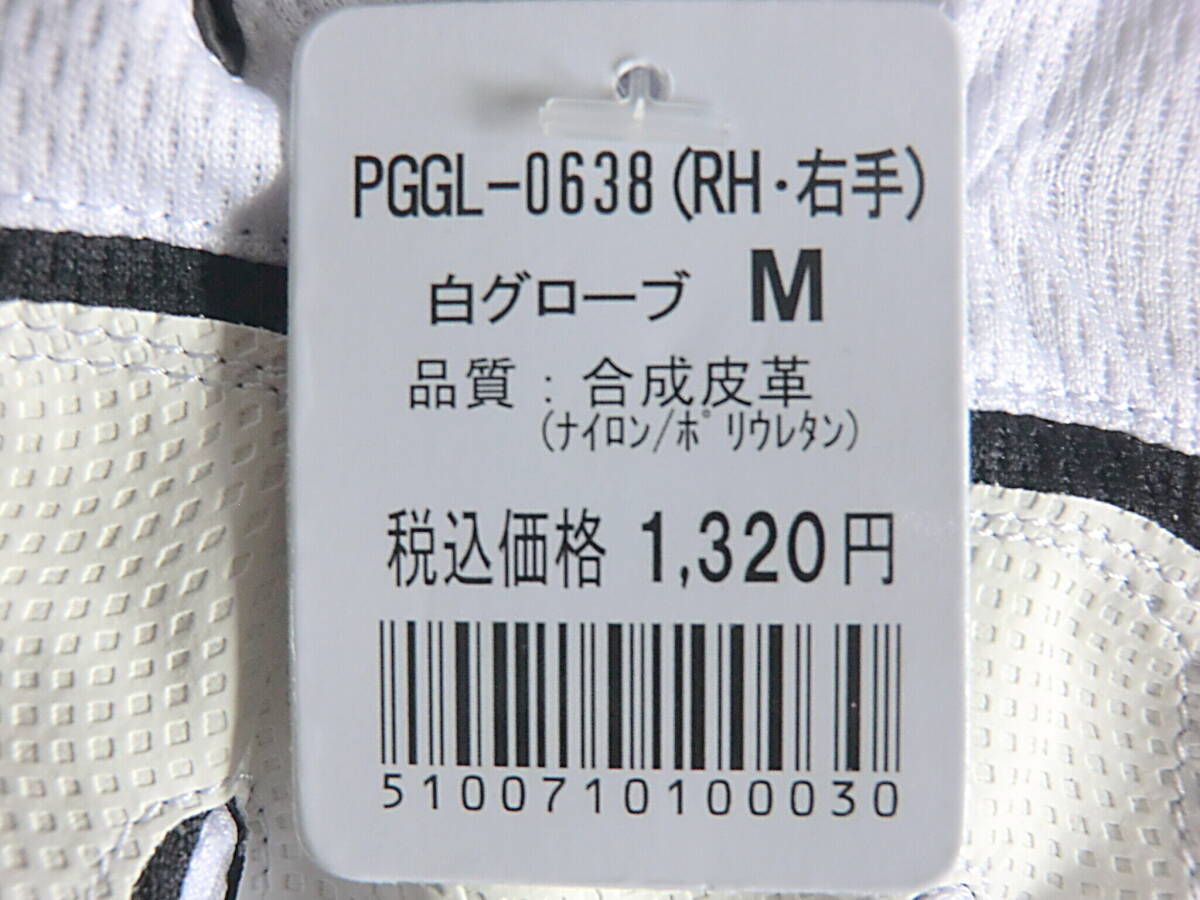 PGGL-0638(RH・右手)
白グローブ M
品質：合成皮革
(ﾅｲﾛﾝ/ﾎﾟﾘｳﾚﾀﾝ)
税込価格 1,320円
5100710100030